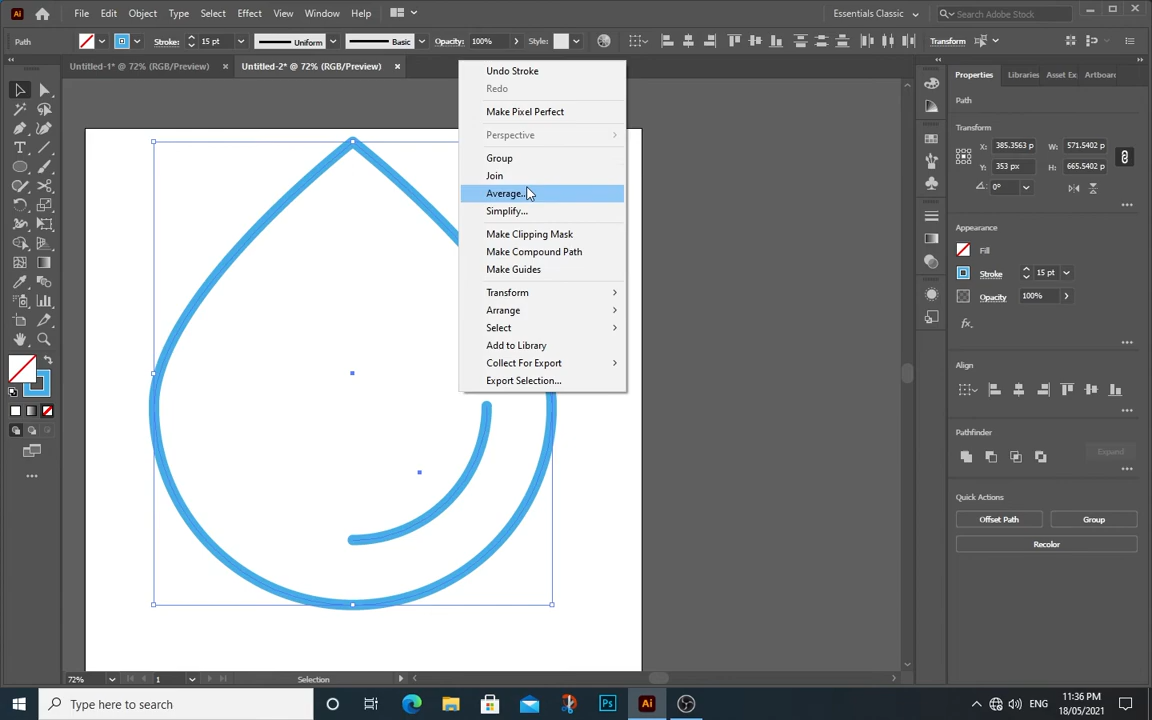 Ai File Edit Object Type Select Effect View Window Help Essentials Classic Search Adobe Stock
Path Stroke: 15 pt Uniform Basic Opacity: 100% Style: Transform
Untitled-1* @ 72% (RGB/Preview) × Untitled-2* @ 72% (RGB/Preview) ×
Undo Stroke
Redo
Make Pixel Perfect
Perspective
Group
Join
Average...
Simplify...
Make Clipping Mask
Make Compound Path
Make Guides
Transform
Arrange
Select
Add to Library
Collect For Export
Export Selection...
Properties Libraries Asset Ex Artboard
Path
Transform
X: 385.3563 p W: 571.5402 p
Y: 353 px H: 665.5402 p
0°
Appearance
Fill
Stroke 15 pt
Opacity 100%
fx.
Align
Pathfinder
Expand
Quick Actions
Offset Path Group
Recolor
72% 1 Selection
Type here to search Ps Ai ENG 11:36 PM
18/05/2021